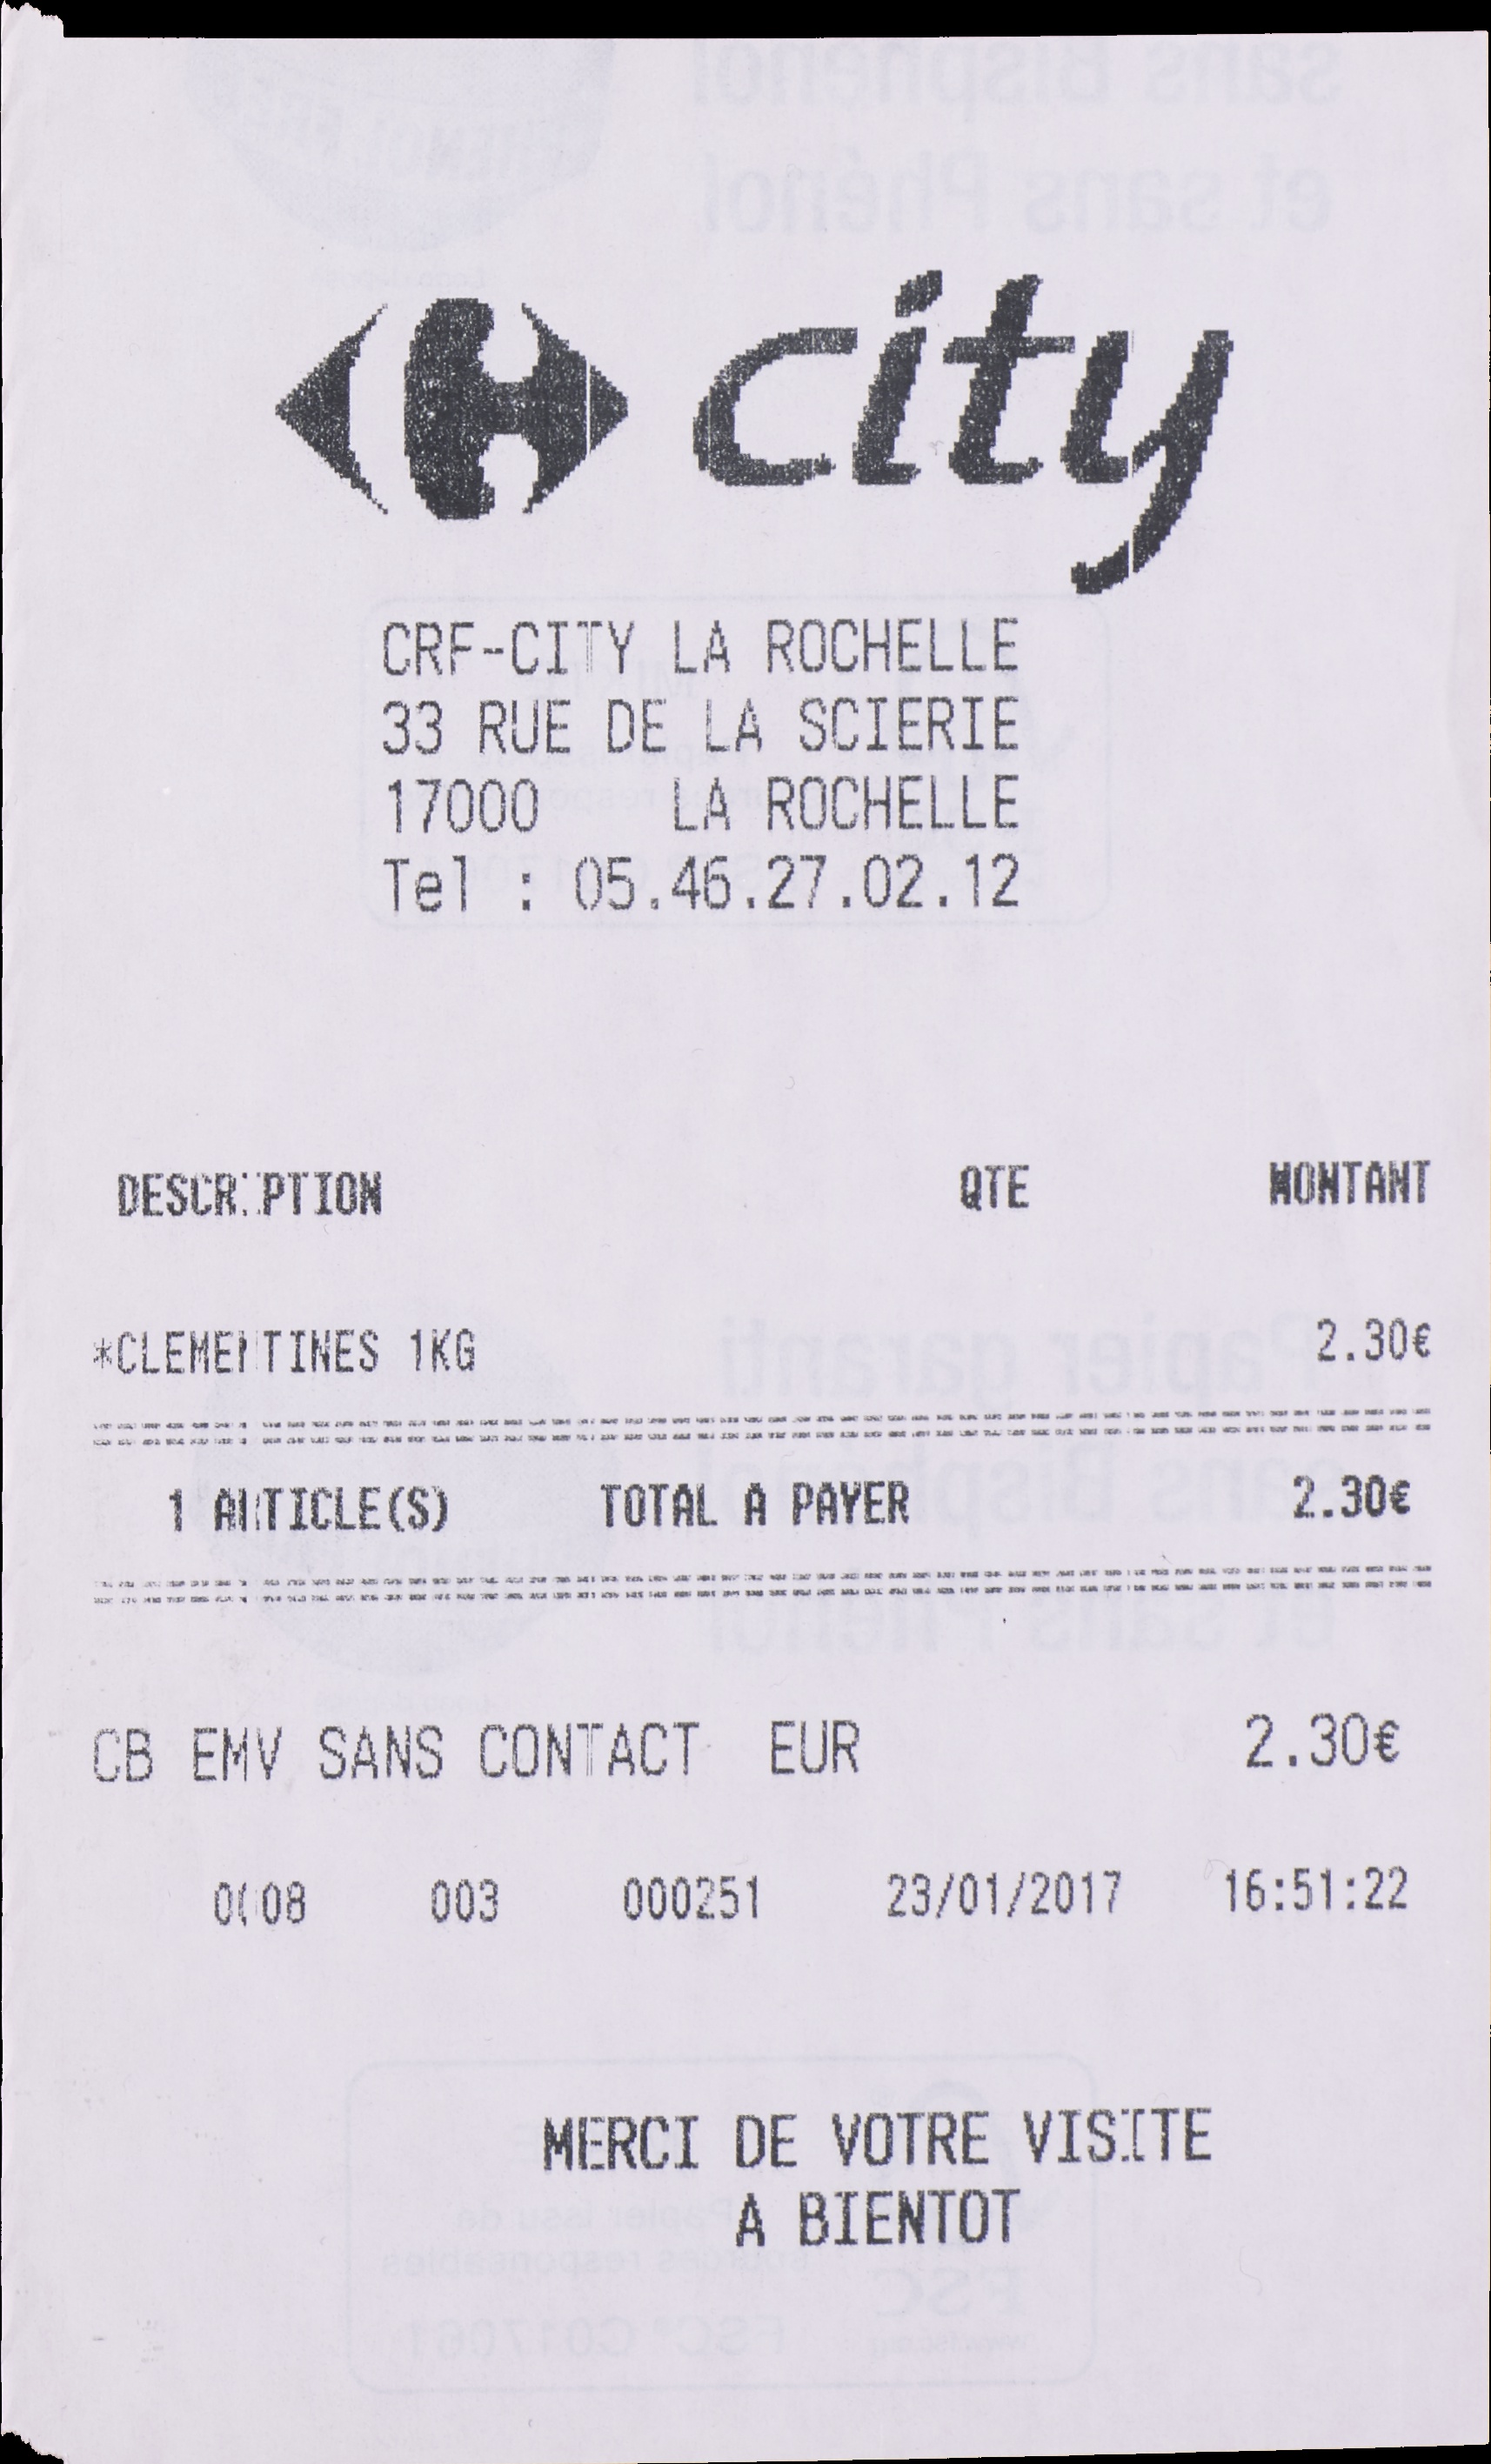 city
CRF-CITY LA ROCHELLE
33 RUE DE LA SCIERIE
17000 LA ROCHELLE
Tel : 05.46.27.02.12
DESCRIPTION QTE MONTANT
*CLEMENTINES 1KG 2.30€
1 ARTICLE(S) TOTAL A PAYER 2.30€
CB EMV SANS CONTACT EUR 2.30€
0008 003 000251 23/01/2017 16:51:22
MERCI DE VOTRE VISITE
A BIENTOT